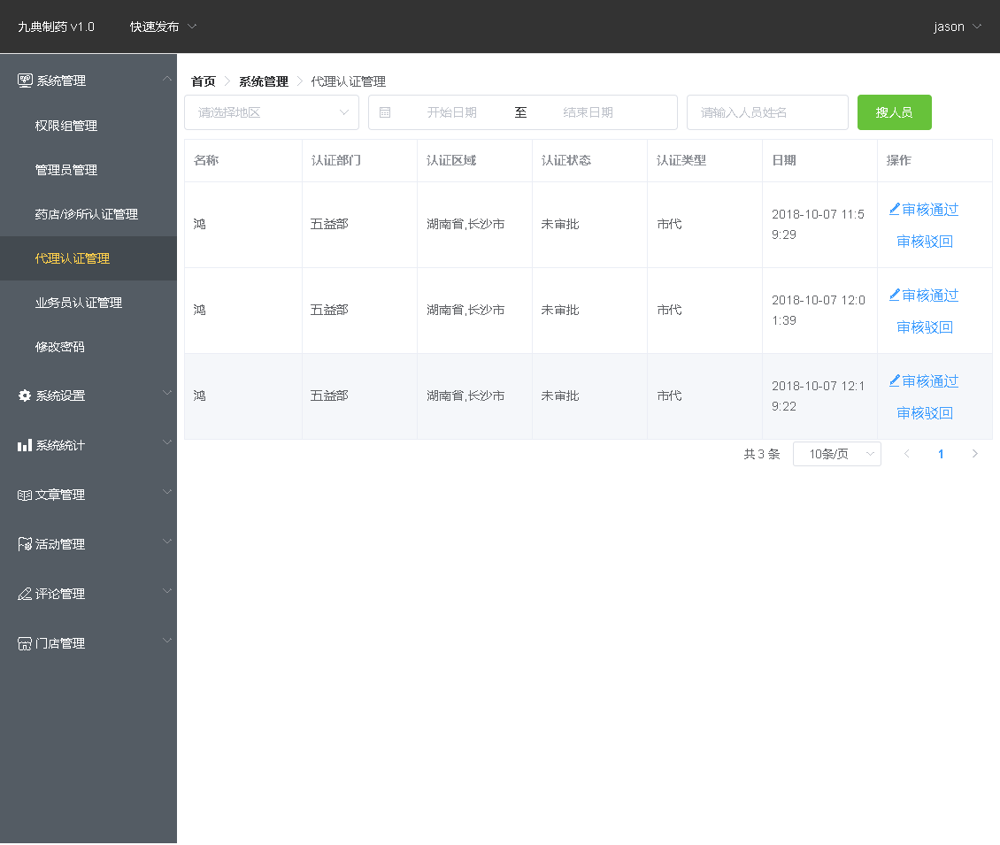 九典制药 v1.0 快速发布 jason
系统管理
权限组管理
管理员管理
药店/诊所认证管理
代理认证管理
业务员认证管理
修改密码
系统设置
系统统计
文章管理
活动管理
评论管理
门店管理
首页 系统管理 代理认证管理
请选择地区 开始日期 至 结束日期 请输入人员姓名 搜人员
名称 认证部门 认证区域 认证状态 认证类型 日期 操作
鸿 五益部 湖南省,长沙市 未审批 市代 2018-10-07 11:5
9:29
审核通过
审核驳回
鸿 五益部 湖南省,长沙市 未审批 市代 2018-10-07 12:0
1:39
审核通过
审核驳回
鸿 五益部 湖南省,长沙市 未审批 市代 2018-10-07 12:1
9:22
审核通过
审核驳回
共 3 条 10条/页 1